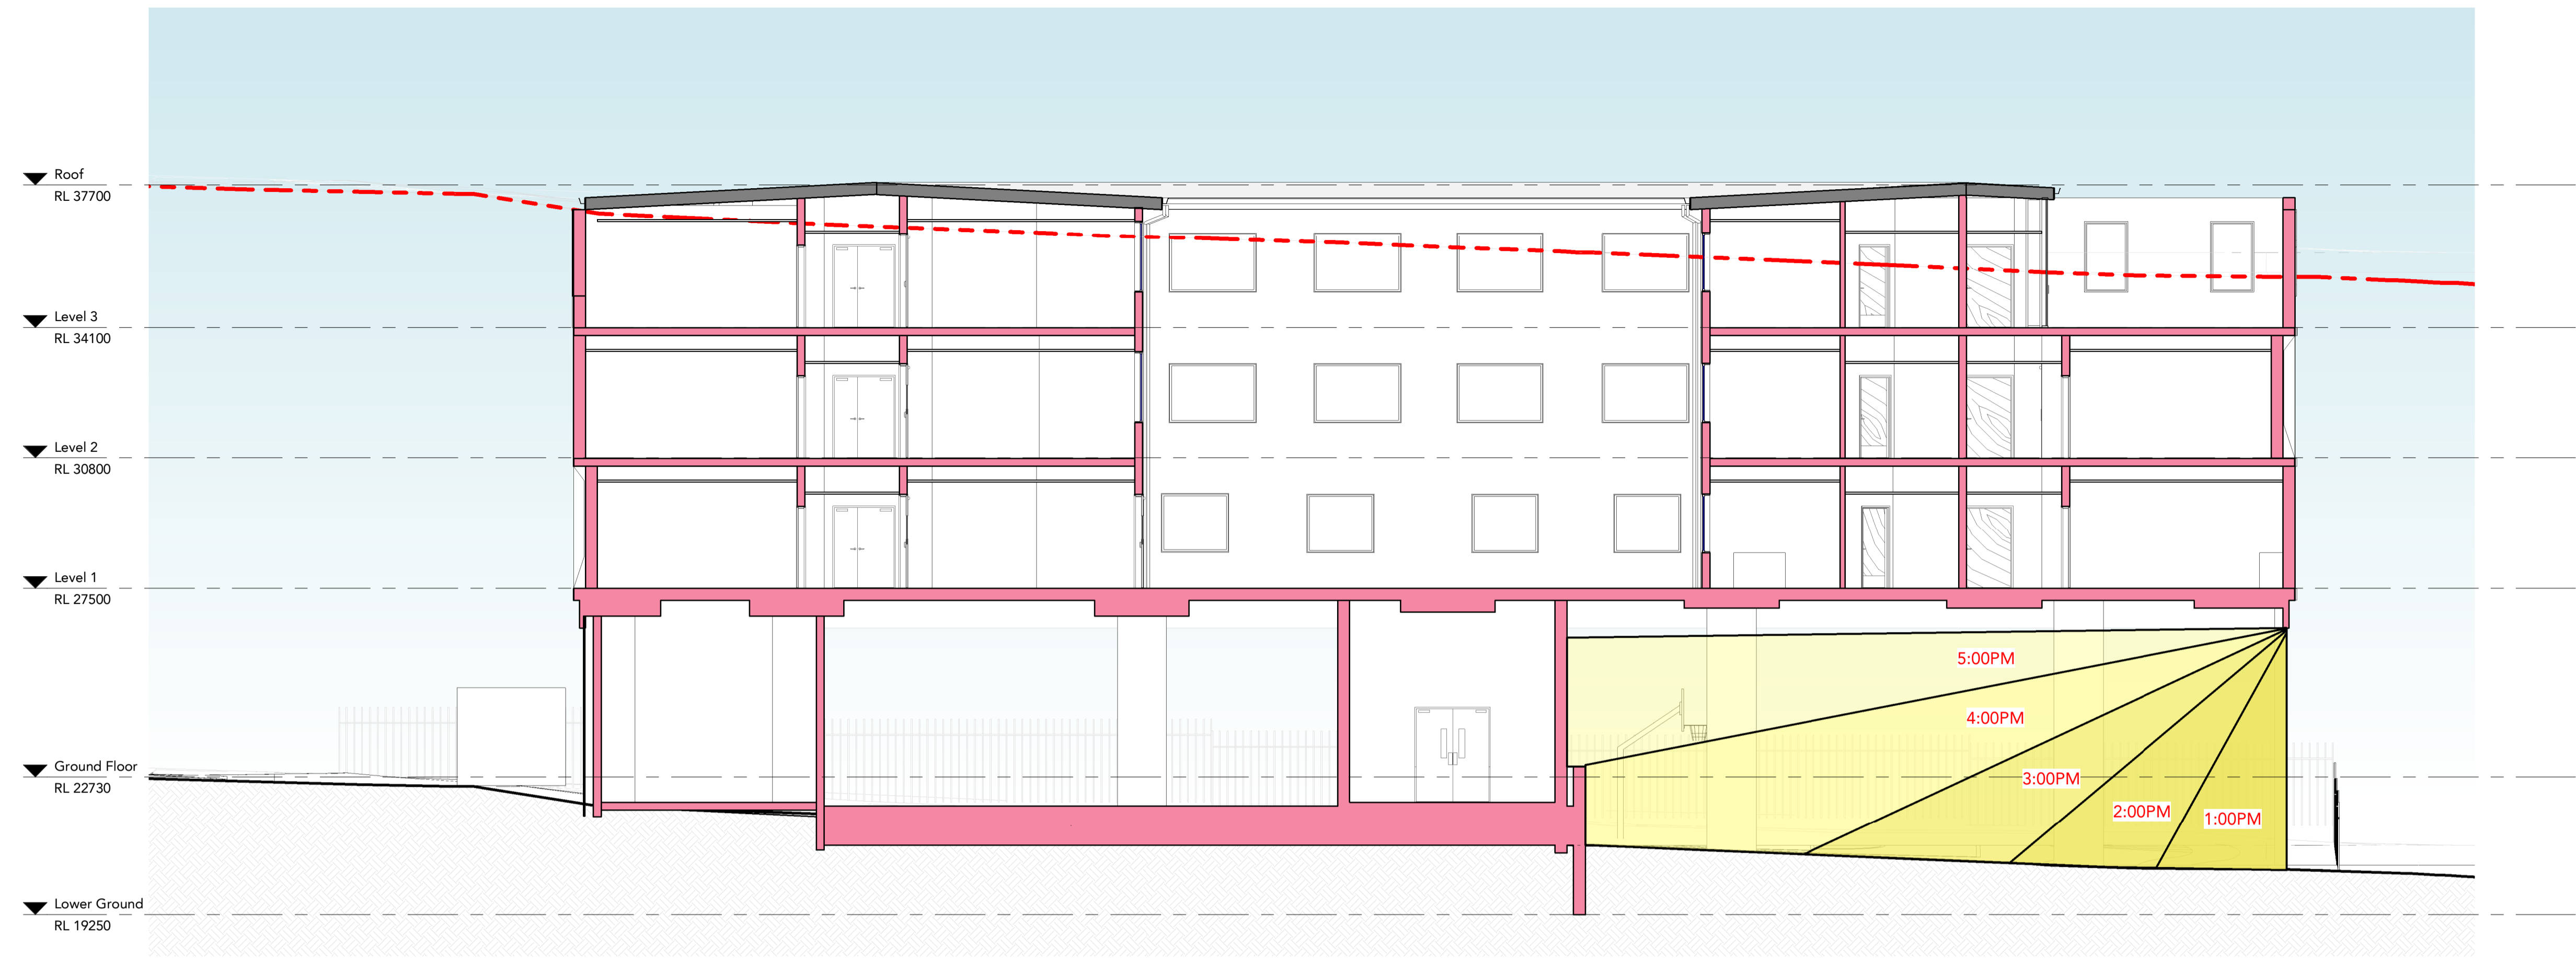 Roof
RL 37700
Level 3
RL 34100
Level 2
RL 30800
Level 1
RL 27500
5:00PM
4:00PM
Ground Floor
RL 22730
3:00PM
2:00PM
1:00PM
Lower Ground
RL 19250